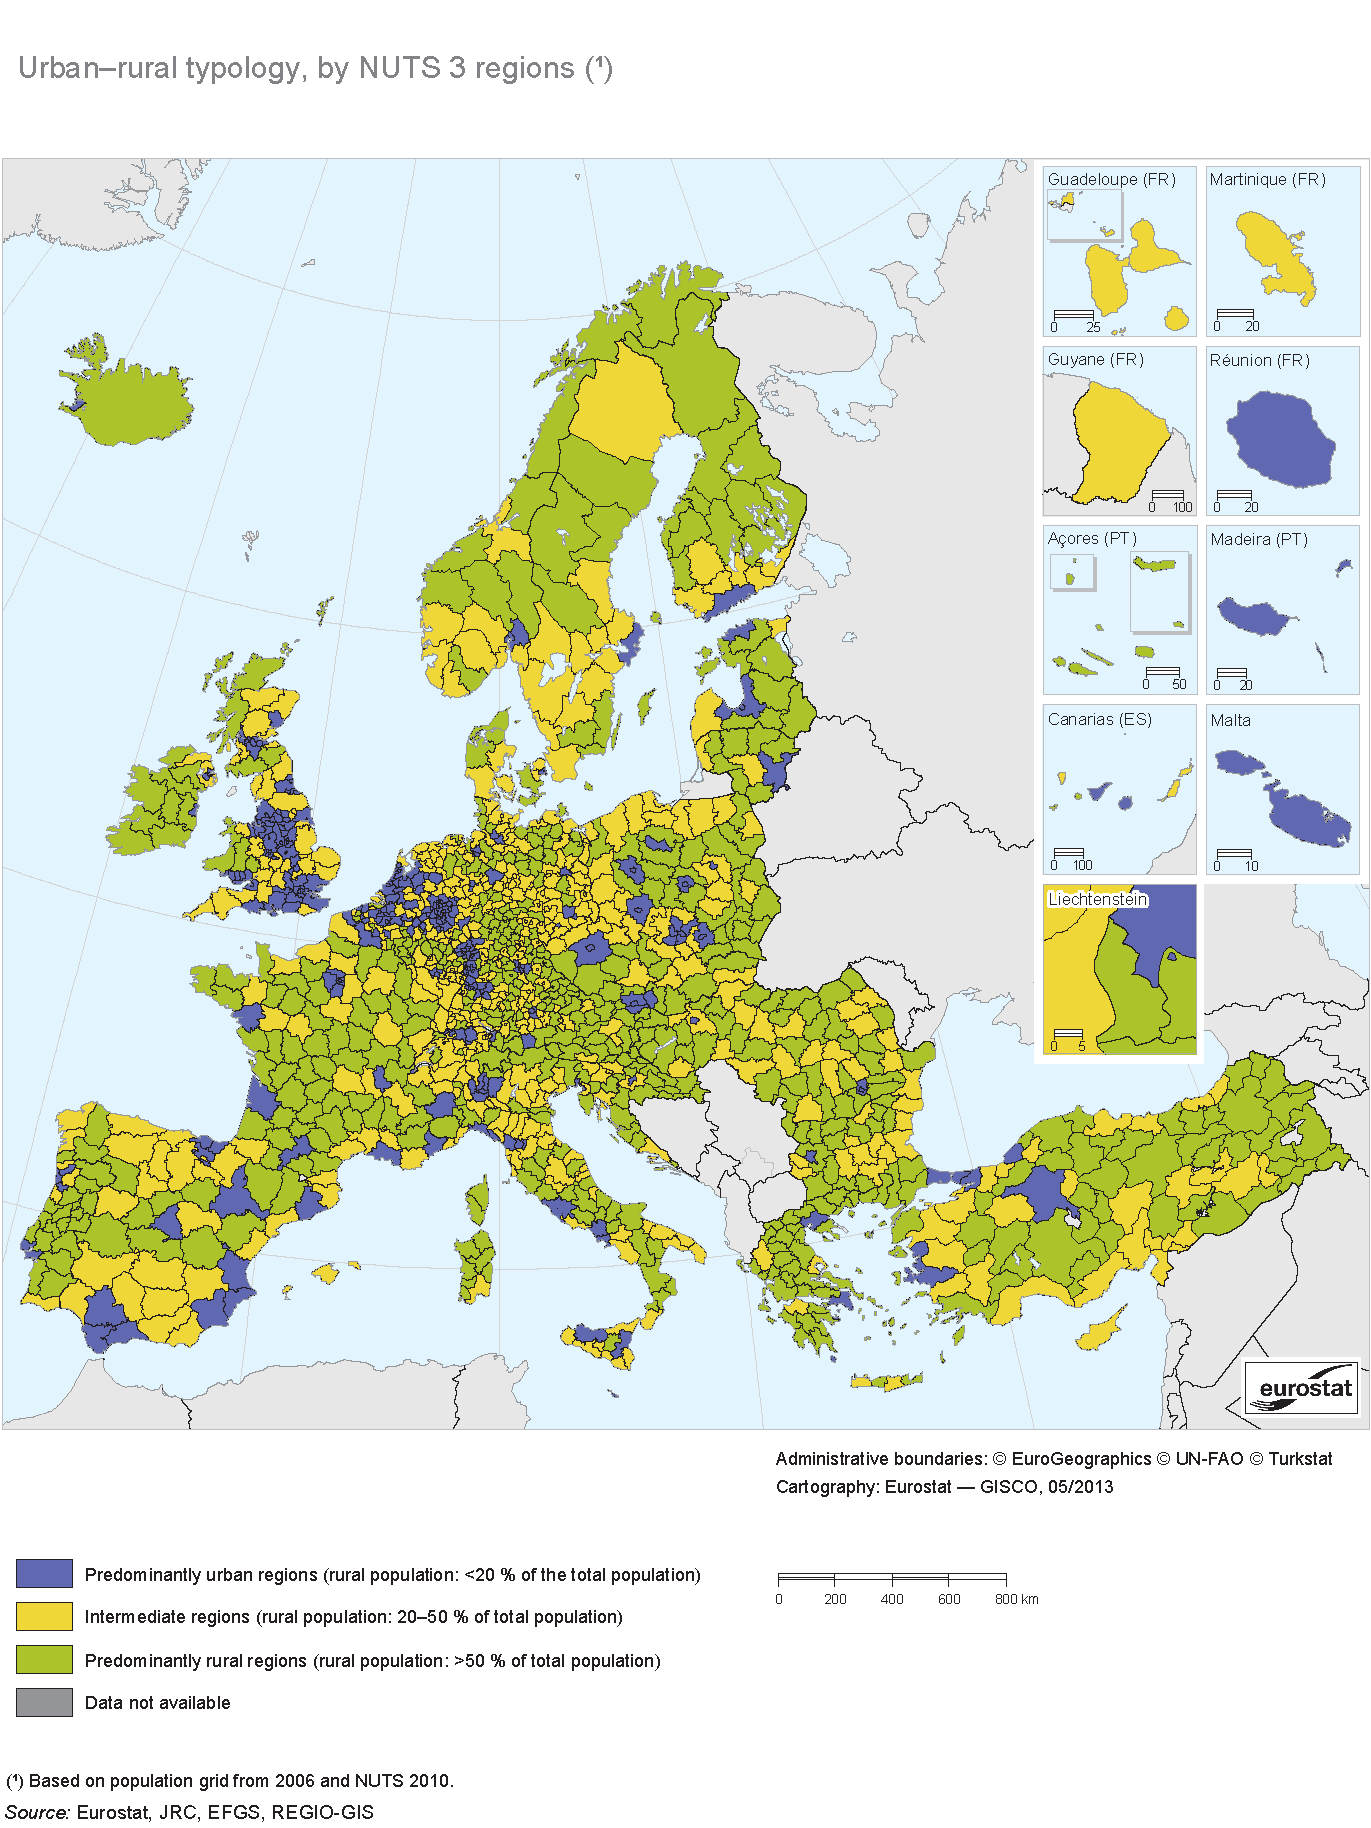 Urban–rural typology, by NUTS 3 regions (¹)
Guadeloupe (FR)
0 25
Martinique (FR)
0 20
Guyane (FR)
0 100
Réunion (FR)
0 20
Açores (PT)
0 50
Madeira (PT)
0 20
Canarias (ES)
0 100
Malta
0 10
Liechtenstein
0 5
eurostat
Administrative boundaries: © EuroGeographics © UN-FAO © Turkstat
Cartography: Eurostat — GISCO, 05/2013
Predominantly urban regions (rural population: <20 % of the total population)
Intermediate regions (rural population: 20–50 % of total population)
Predominantly rural regions (rural population: >50 % of total population)
Data not available
0 200 400 600 800 km
(¹) Based on population grid from 2006 and NUTS 2010.
Source: Eurostat, JRC, EFGS, REGIO-GIS